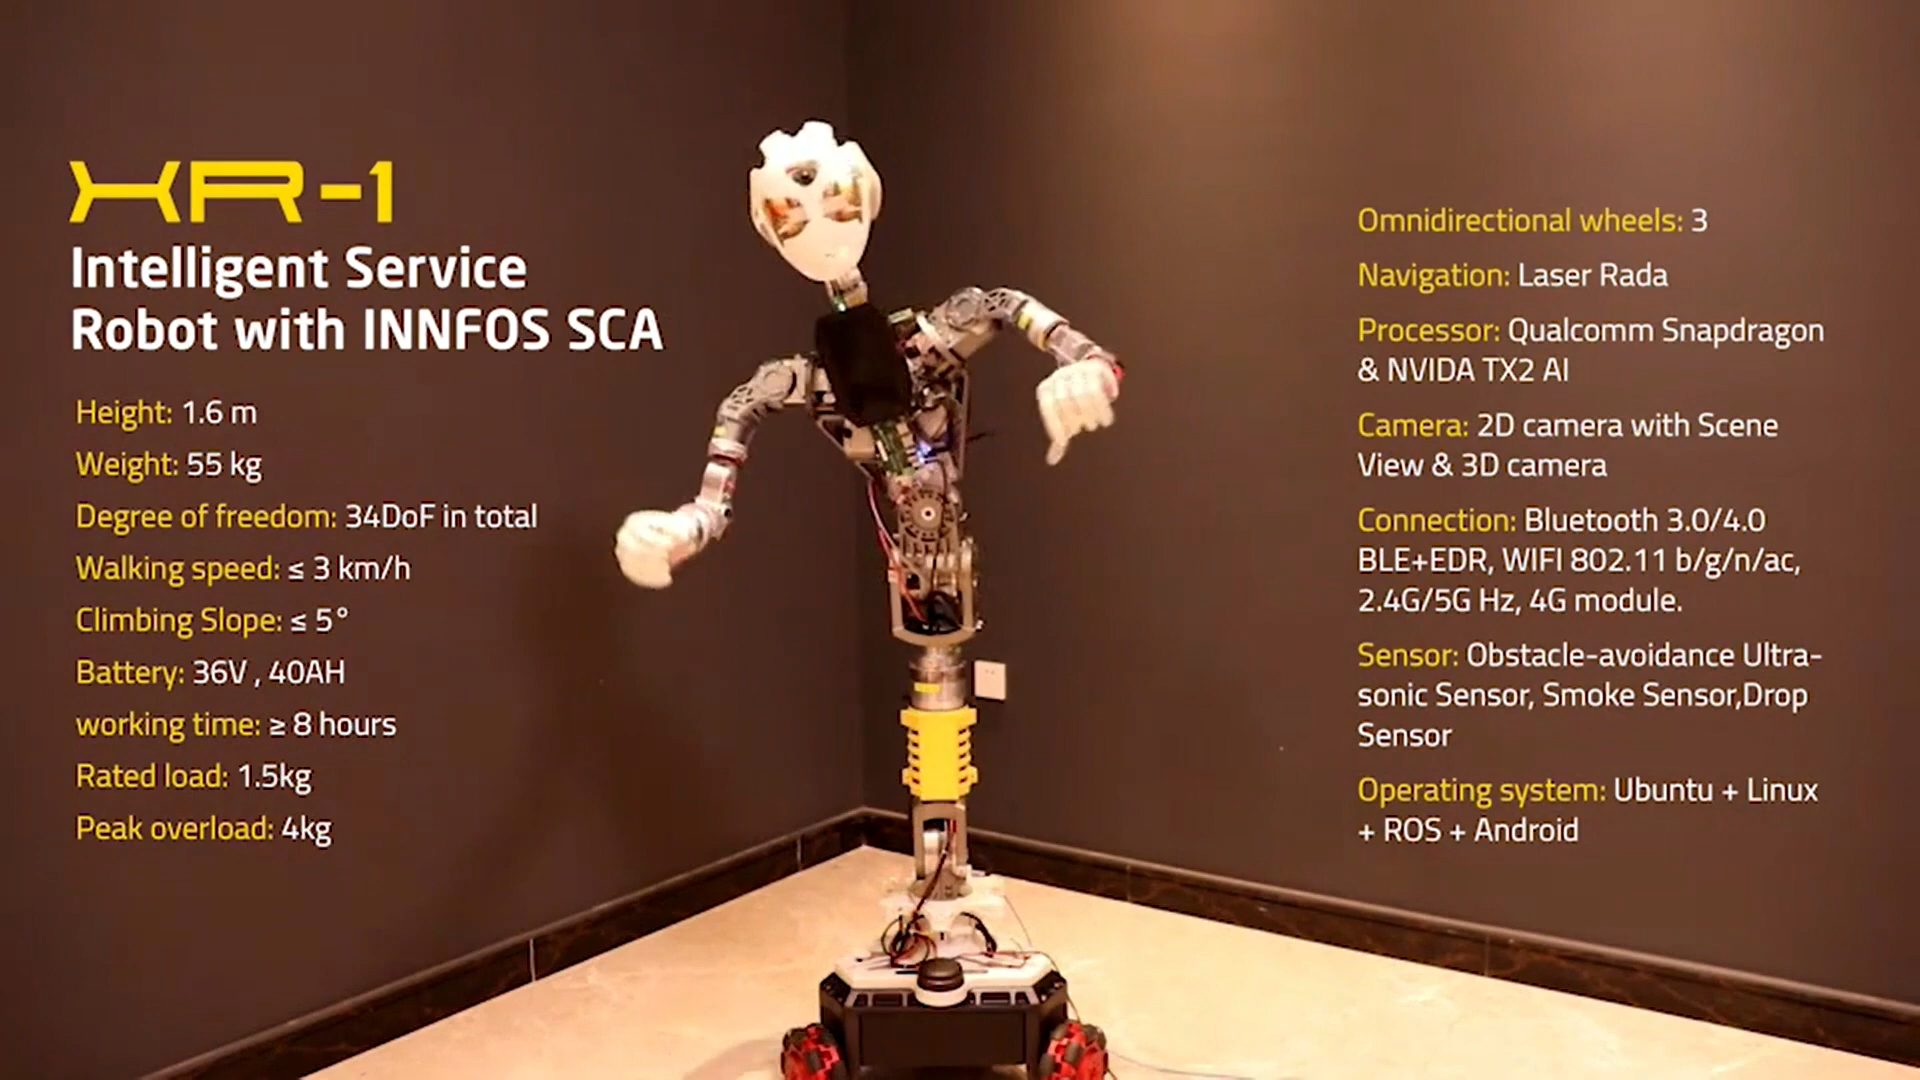 XR-1
Intelligent Service
Robot with INNFOS SCA
Height: 1.6 m
Weight: 55 kg
Degree of freedom: 34DoF in total
Walking speed: ≤ 3 km/h
Climbing Slope: ≤ 5°
Battery: 36V , 40AH
working time: ≥ 8 hours
Rated load: 1.5kg
Peak overload: 4kg
Omnidirectional wheels: 3
Navigation: Laser Rada
Processor: Qualcomm Snapdragon
& NVIDA TX2 AI
Camera: 2D camera with Scene
View & 3D camera
Connection: Bluetooth 3.0/4.0
BLE+EDR, WIFI 802.11 b/g/n/ac,
2.4G/5G Hz, 4G module.
Sensor: Obstacle-avoidance Ultra-
sonic Sensor, Smoke Sensor,Drop
Sensor
Operating system: Ubuntu + Linux
+ ROS + Android